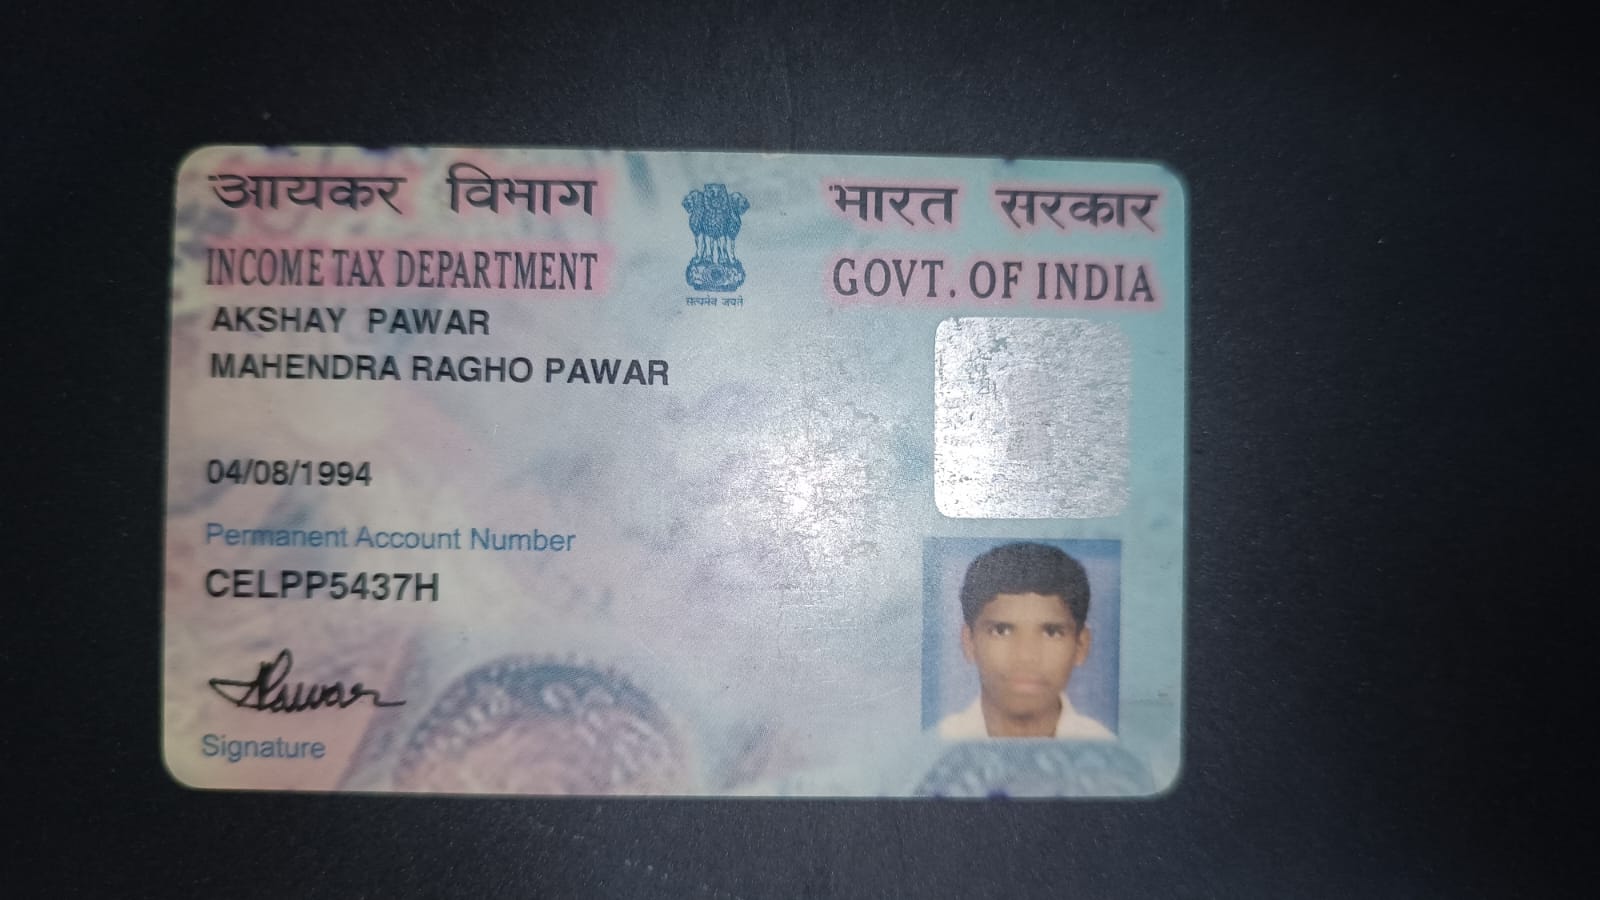 आयकर विभाग
INCOME TAX DEPARTMENT
सत्यमेव जयते
भारत सरकार
GOVT. OF INDIA
AKSHAY PAWAR
MAHENDRA RAGHO PAWAR
04/08/1994
Permanent Account Number
CELPP5437H
Pawar
Signature